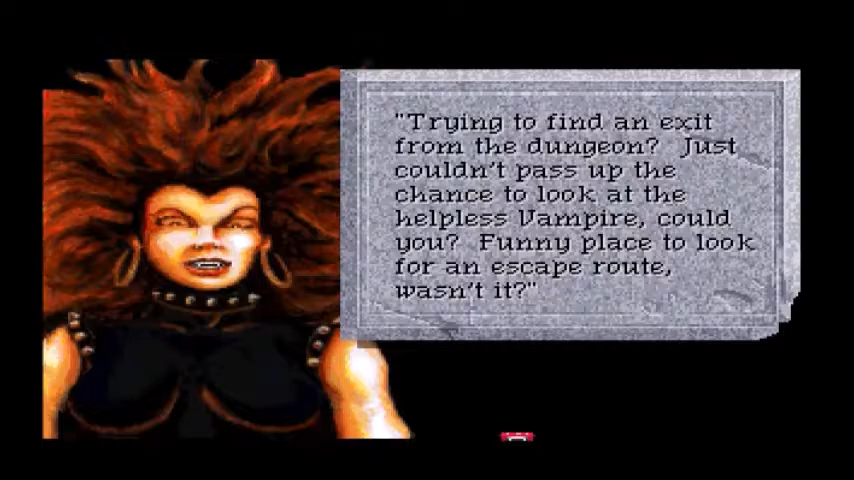 "Trying to find an exit
from the dungeon?  Just
couldn't pass up the
chance to look at the
helpless Vampire, could
you?  Funny place to look
for an escape route,
wasn't it?"